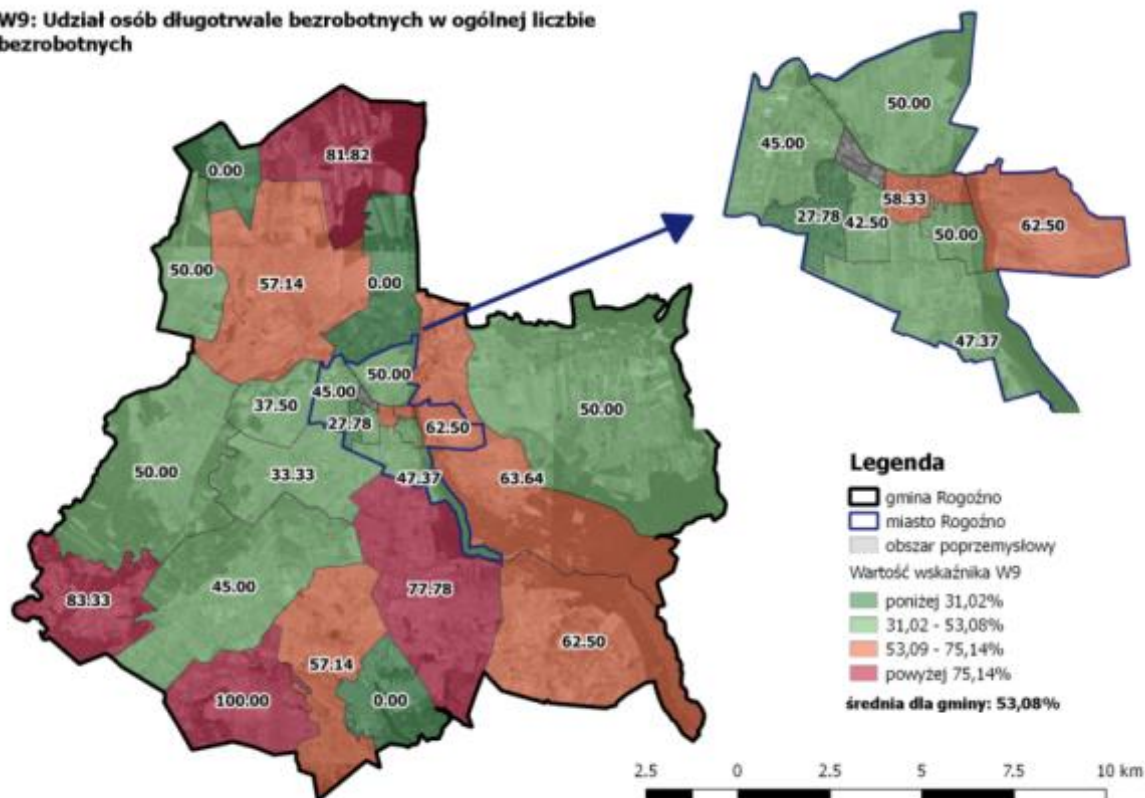 W9: Udział osób długotrwale bezrobotnych w ogólnej liczbie
bezrobotnych
81.82
0.00
50.00
57.14
0.00
50.00
45.00
37.50
27.78
62.50
50.00
50.00
33.33
47.37
63.64
83.33
45.00
77.78
62.50
57.14
100.00
0.00
50.00
45.00
58.33
27.78
42.50
50.00
62.50
47.37
Legenda
gmina Rogoźno
miasto Rogoźno
obszar poprzemysłowy
Wartość wskaźnika W9
poniżej 31,02%
31,02 - 53,08%
53,09 - 75,14%
powyżej 75,14%
średnia dla gminy: 53,08%
2.5 0 2.5 5 7.5 10 km